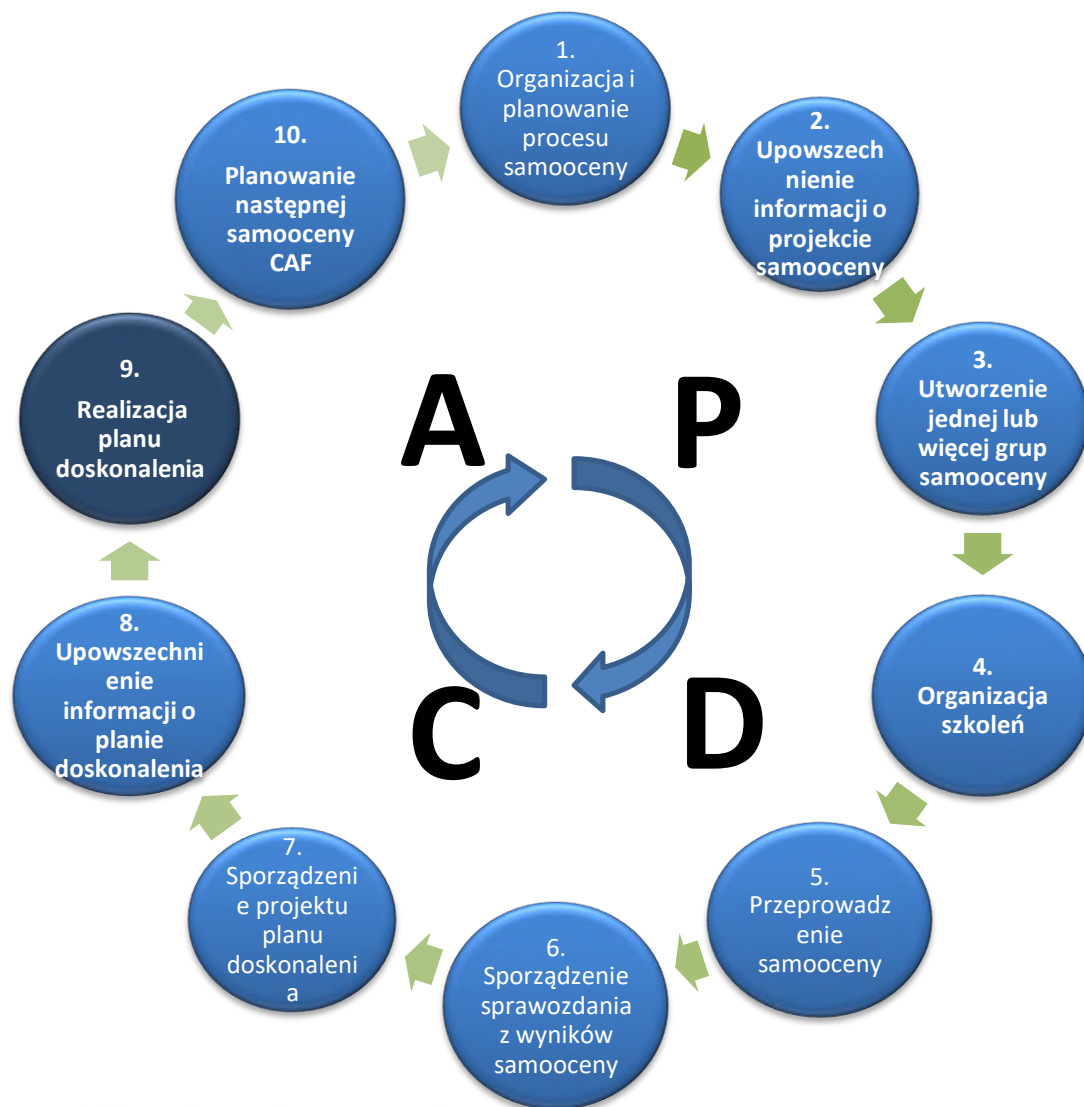 1.
Organizacja i
planowanie
procesu
samooceny
2.
Upowszech
nienie
informacji o
projekcie
samooceny
3.
Utworzenie
jednej lub
więcej grup
samooceny
4.
Organizacja
szkoleń
5.
Przeprowadz
enie
samooceny
6.
Sporządzenie
sprawozdania
z wyników
samooceny
7.
Sporządzeni
e projektu
planu
doskonaleni
a
8.
Upowszechni
enie
informacji o
planie
doskonalenia
9.
Realizacja
planu
doskonalenia
10.
Planowanie
następnej
samooceny
CAF
A P
C D